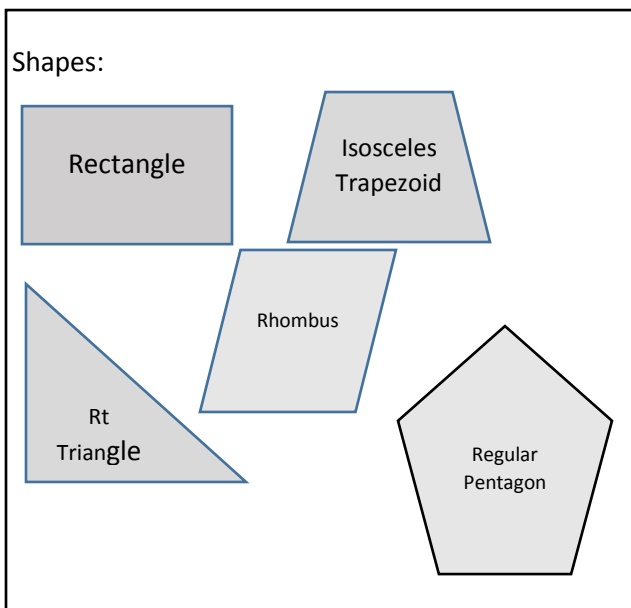 Shapes:
Rectangle
Isosceles
Trapezoid
Rhombus
Rt
Triangle
Regular
Pentagon